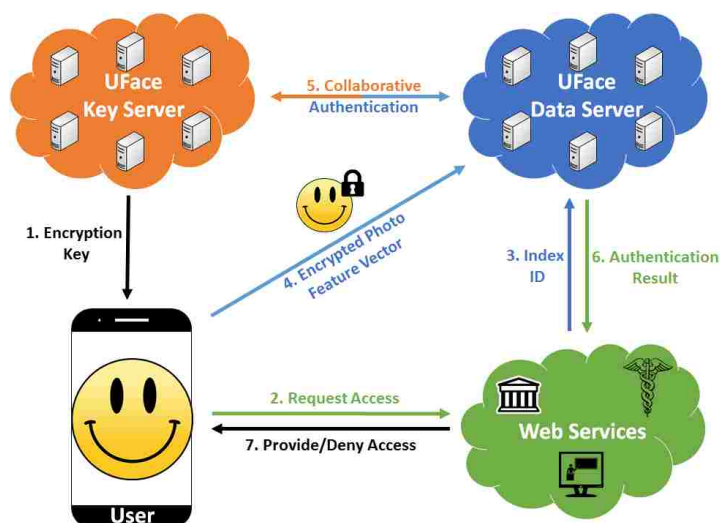 UFace
Key Server
UFace
Data Server
5. Collaborative
Authentication
1. Encryption
Key
4. Encrypted Photo
Feature Vector
3. Index
ID
6. Authentication
Result
2. Request Access
7. Provide/Deny Access
Web Services
User